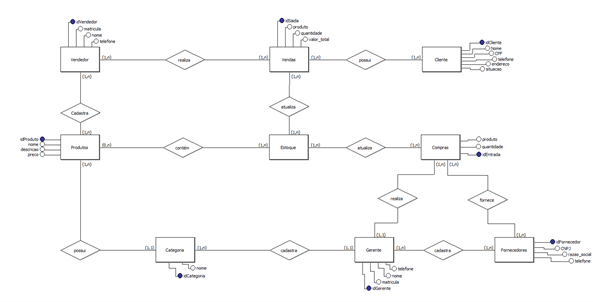 idVendedor
matricula
nome
telefone
Vendedor
(1,n)
realiza
(1,n)
idSaida
produto
quantidade
valor_total
Vendas
(1,n)
possui
(1,n)
idCliente
Nome
CPF
telefone
endereco
situacao
Cliente
(1,n)
(1,n)
Cadastra
atualiza
(1,n)
(1,n)
idProduto
nome
descricao
preco
Produtos
(0,n)
contém
(1,n)
Estoque
(1,n)
atualiza
(1,n)
Compras
produto
quantidade
idEntrada
(1,n)
(1,n)
(1,n)
realiza
fornece
(1,1)
(1,n)
possui
(1,1)
Categoria
(1,n)
cadastra
(1,1)
Gerente
(1,n)
cadastra
(1,n)
Fornecedores
nome
idCategoria
telefone
nome
matricula
idGerente
idFornecedor
CNPJ
razao_social
telefone